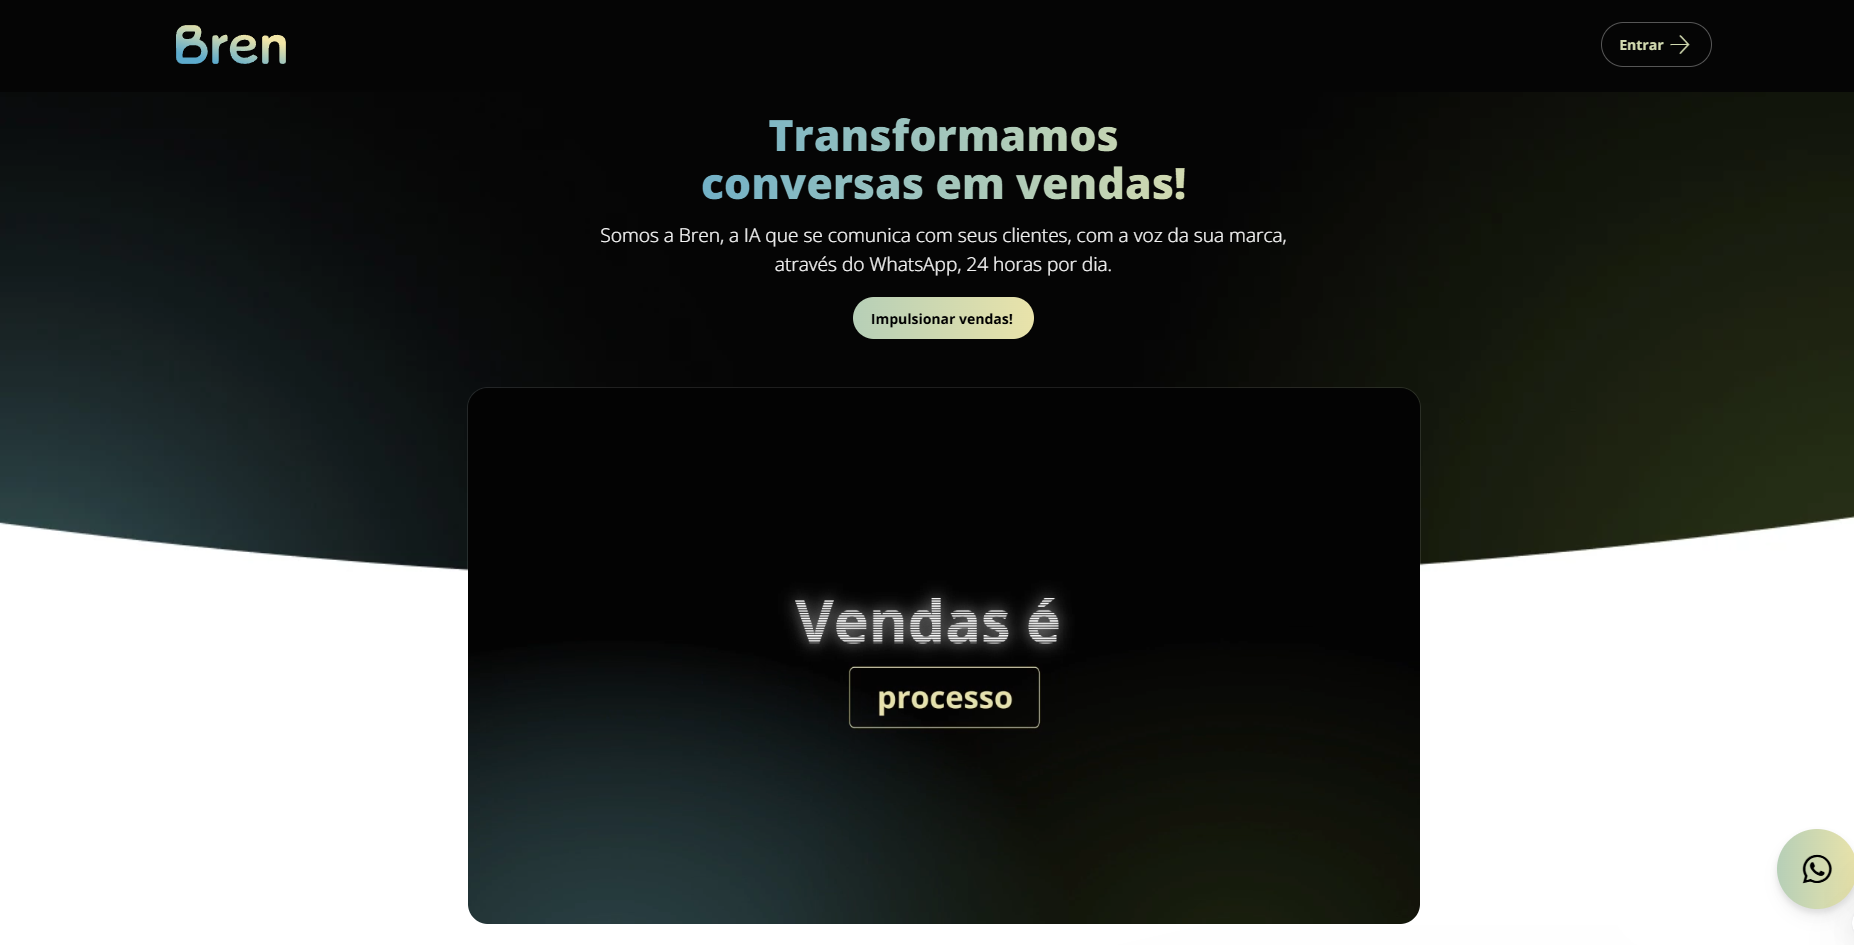 Bren
Entrar
Transformamos
conversas em vendas!
Somos a Bren, a IA que se comunica com seus clientes, com a voz da sua marca,
através do WhatsApp, 24 horas por dia.
Impulsionar vendas!
Vendas é
processo